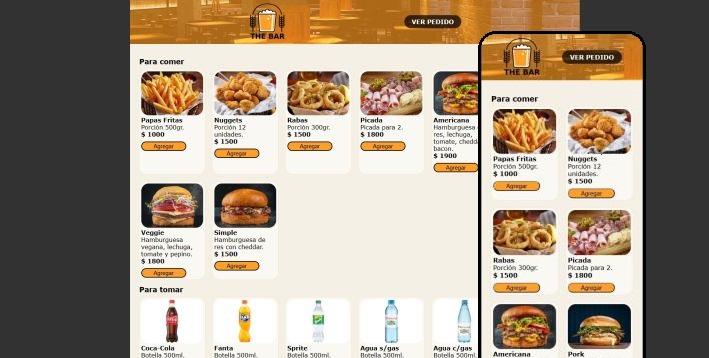 THE BAR
VER PEDIDO
Para comer
Papas Fritas
Porción 500gr.
$ 1000
Agregar
Nuggets
Porción 12
unidades.
$ 1500
Agregar
Rabas
Porción 300gr.
$ 1500
Agregar
Picada
Picada para 2.
$ 1800
Agregar
Americana
Hamburguesa
res, lechuga,
tomate, chedd
bacon.
$ 1900
Agregar
Veggie
Hamburguesa
vegana, lechuga,
tomate y pepino.
$ 1800
Agregar
Simple
Hamburguesa de
res con cheddar.
$ 1500
Agregar
Para tomar
Coca-Cola
Botella 500ml.
Fanta
Botella 500ml.
Sprite
Botella 500ml.
Agua s/gas
Botella 500ml.
Agua c/gas
Botella 500ml.
THE BAR
VER PEDIDO
Para comer
Papas Fritas
Porción 500gr.
$ 1000
Agregar
Nuggets
Porción 12
unidades.
$ 1500
Agregar
Rabas
Porción 300gr.
$ 1500
Agregar
Picada
Picada para 2.
$ 1800
Agregar
Americana
Pork